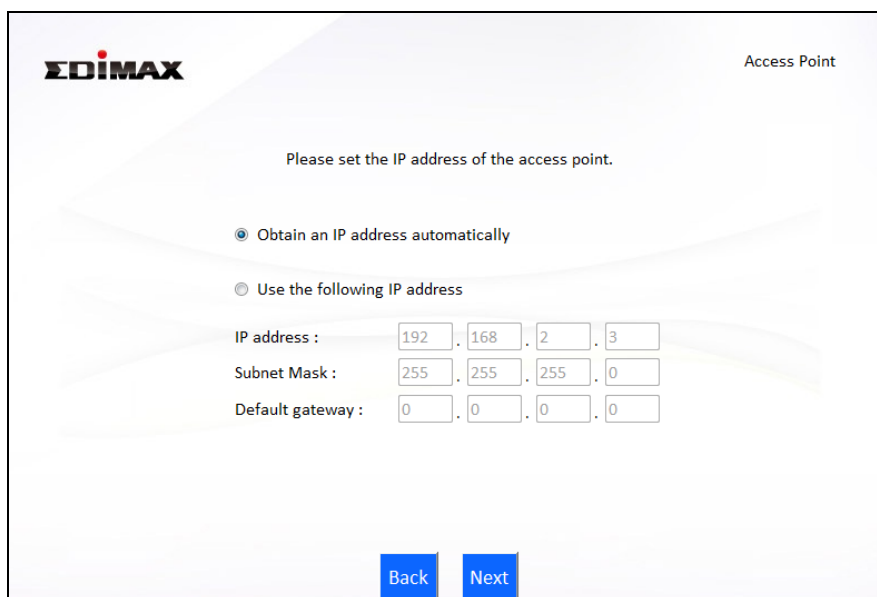 EDIMAX
Access Point
Please set the IP address of the access point.
Obtain an IP address automatically
Use the following IP address
IP address : 192 . 168 . 2 . 3
Subnet Mask : 255 . 255 . 255 . 0
Default gateway : 0 . 0 . 0 . 0
Back Next